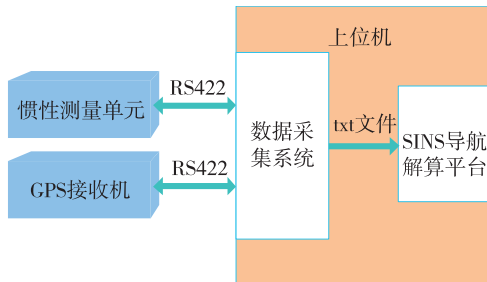 上位机
RS422
惯性测量单元
数据采
集系统
txt文件
SINS导航
解算平台
RS422
GPS接收机